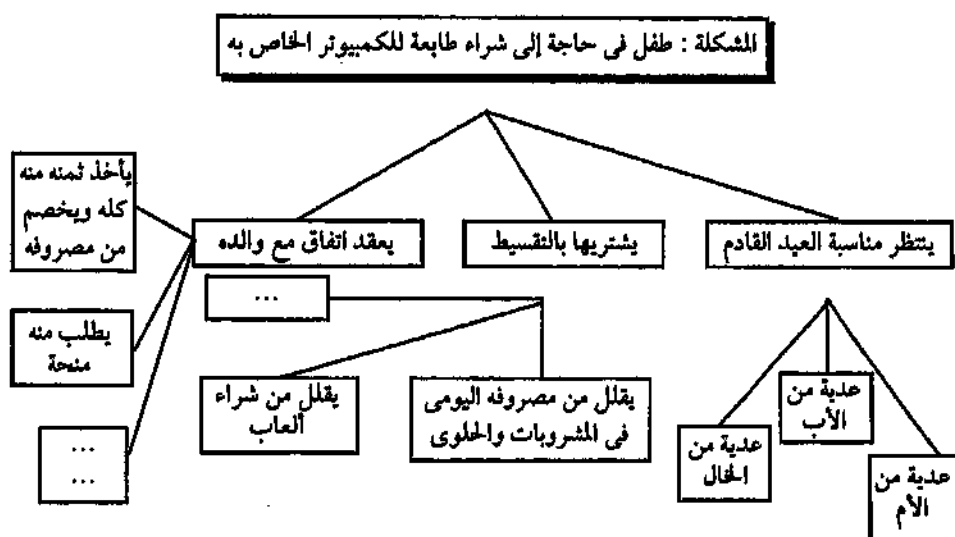 المشكلة : طفل فى حاجة إلى شراء طابعة للكمبيوتر الخاص به
ينتظر مناسبة العيد القادم
يشتريها بالتقسيط
يعقد اتفاق مع والده
يأخذ ثمنه منه
كله ويخصم
من مصروفه
يطلب منه
منحة
...
...
...
يقلل من مصروفه اليومى
فى المشروبات والحلوى
يقلل من شراء
ألعاب
عدية من
الأب
عدية من
الخال
عدية من
الأم